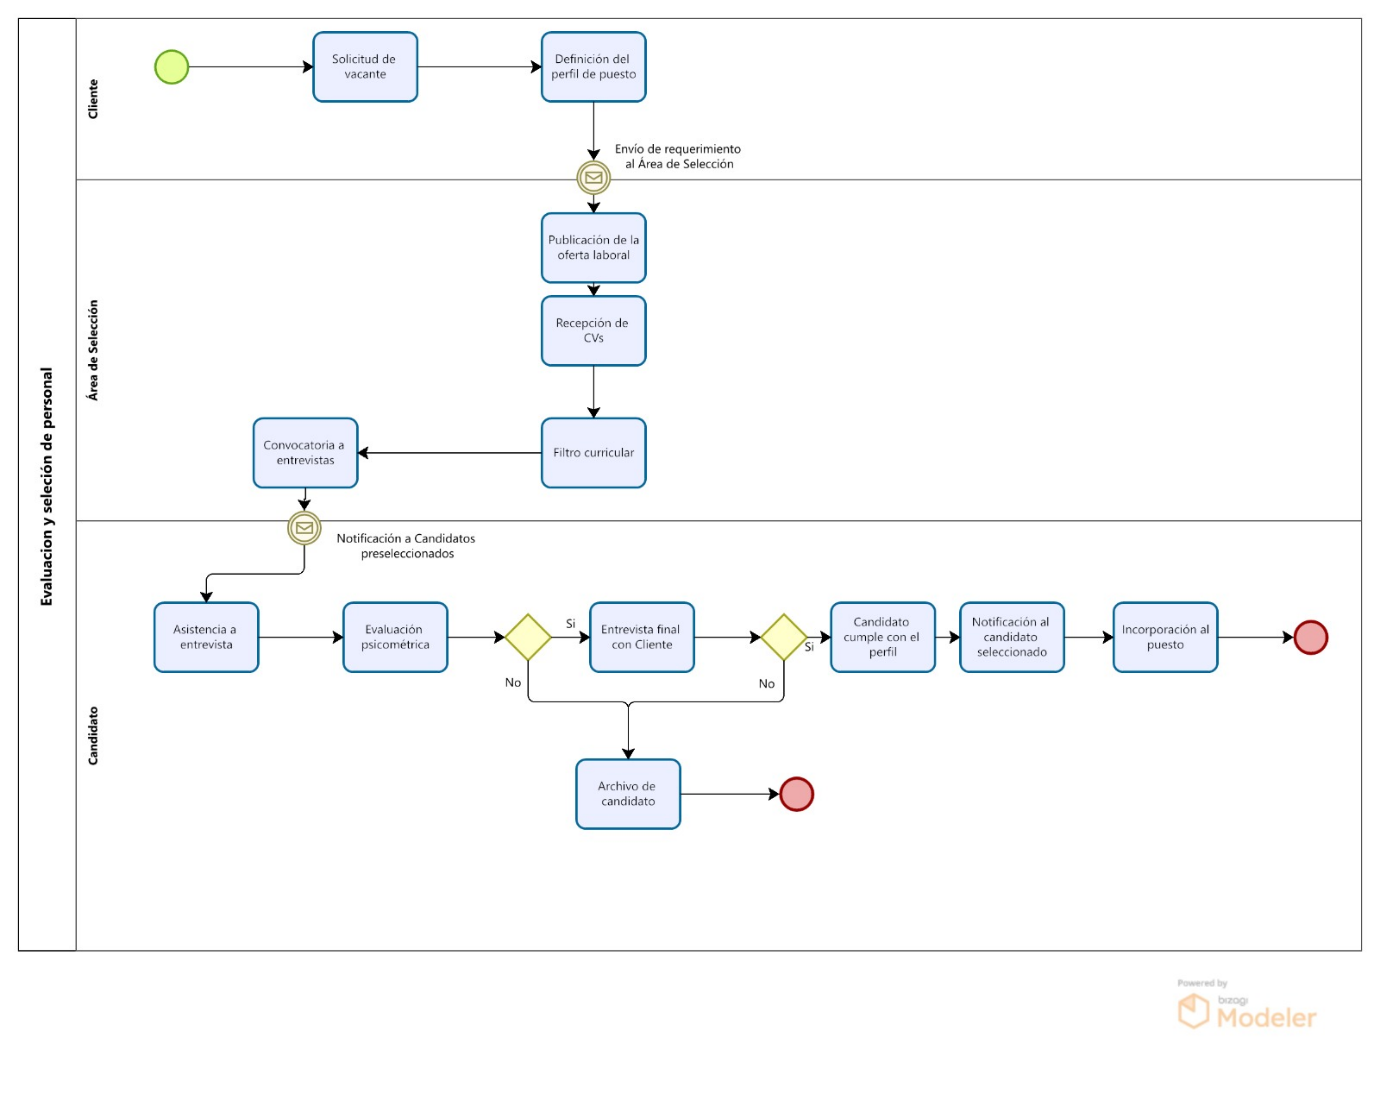 Evaluacion y seleción de personal
Cliente
Solicitud de
vacante
Definición del
perfil de puesto
Envío de requerimiento
al Área de Selección
Área de Selección
Publicación de la
oferta laboral
Recepción de
CVs
Filtro curricular
Convocatoria a
entrevistas
Notificación a Candidatos
preseleccionados
Candidato
Asistencia a
entrevista
Evaluación
psicométrica
Si
No
Entrevista final
con Cliente
Si
No
Candidato
cumple con el
perfil
Notificación al
candidato
seleccionado
Incorporación al
puesto
Archivo de
candidato
Powered by
bizagi
Modeler